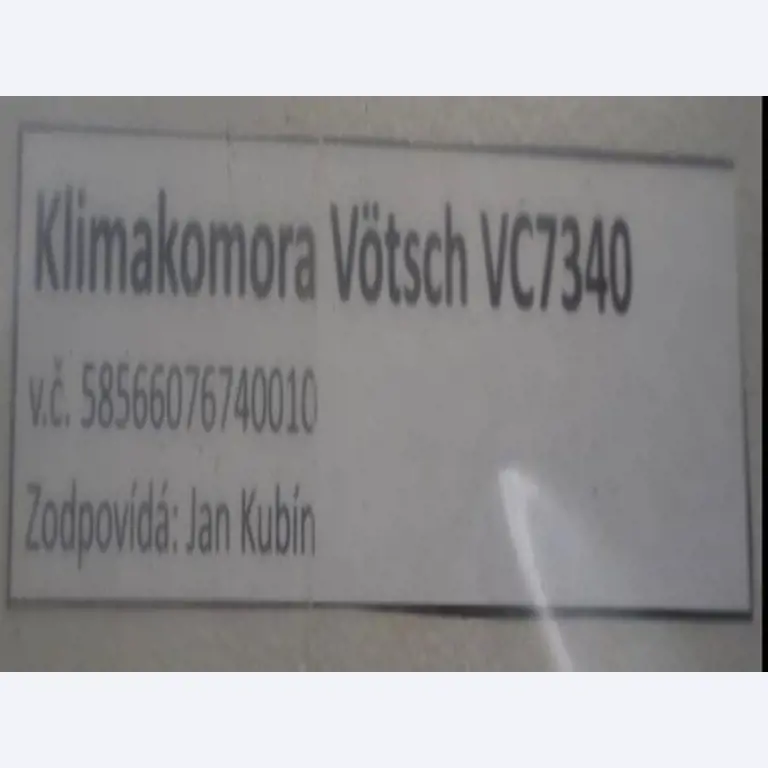 Klimakomora Vötsch VC7340
v.č. 58566076740010
Zodpovídá: Jan Kubín